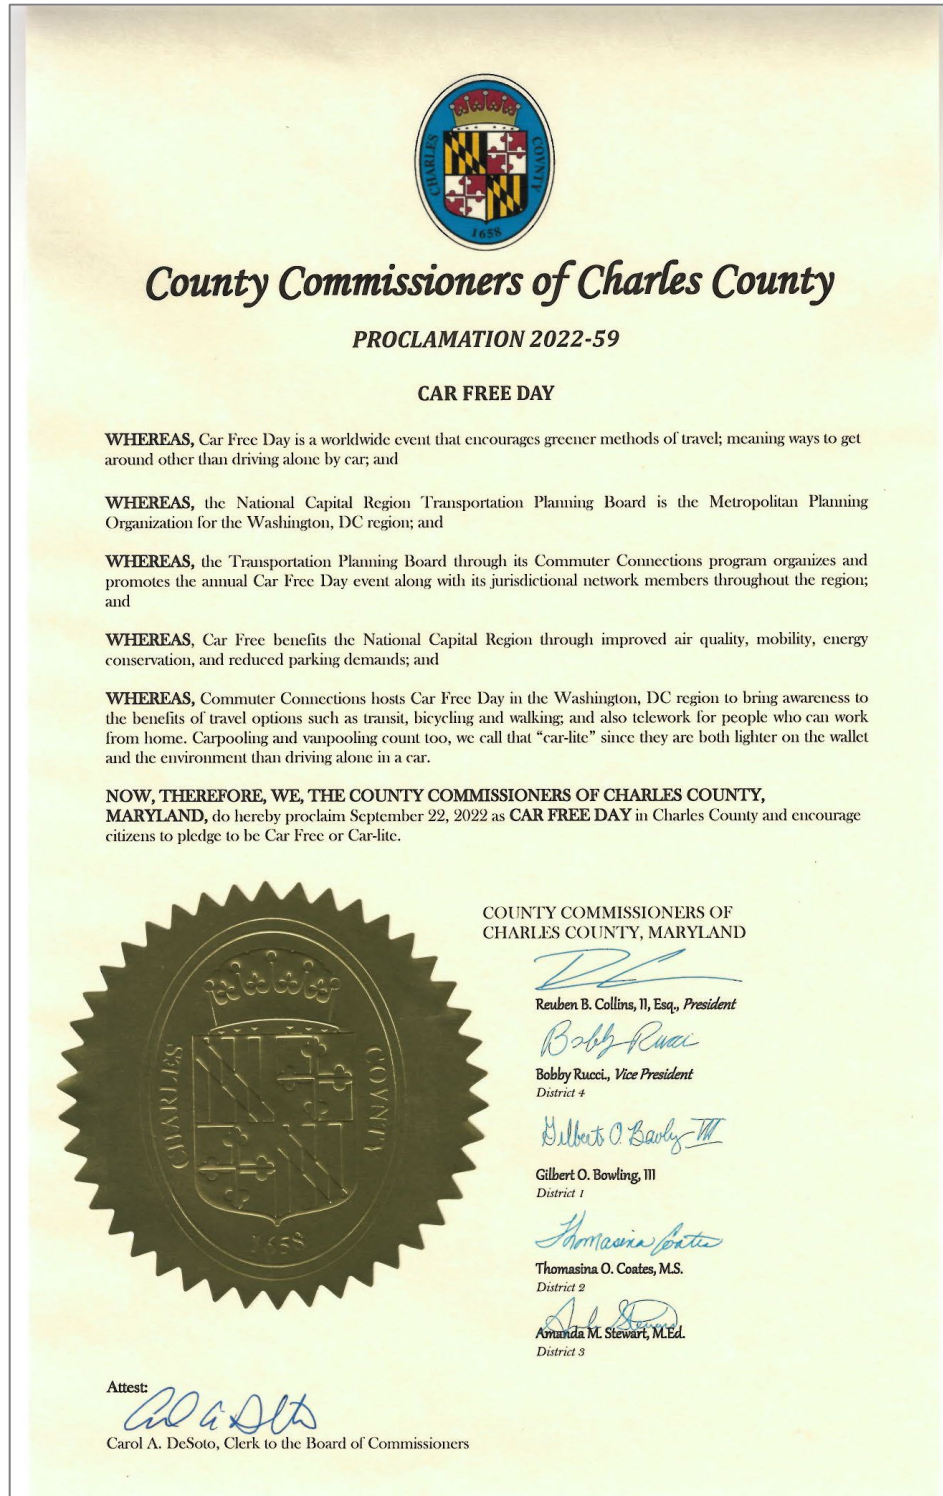 CHARLES COUNTY
1658
County Commissioners of Charles County
PROCLAMATION 2022-59
CAR FREE DAY
WHEREAS, Car Free Day is a worldwide event that encourages greener methods of travel; meaning ways to get
around other than driving alone by car; and
WHEREAS, the National Capital Region Transportation Planning Board is the Metropolitan Planning
Organization for the Washington, DC region; and
WHEREAS, the Transportation Planning Board through its Commuter Connections program organizes and
promotes the annual Car Free Day event along with its jurisdictional network members throughout the region;
and
WHEREAS, Car Free benefits the National Capital Region through improved air quality, mobility, energy
conservation, and reduced parking demands; and
WHEREAS, Commuter Connections hosts Car Free Day in the Washington, DC region to bring awareness to
the benefits of travel options such as transit, bicycling and walking; and also telework for people who can work
from home. Carpooling and vanpooling count too, we call that “car-lite” since they are both lighter on the wallet
and the environment than driving alone in a car.
NOW, THEREFORE, WE, THE COUNTY COMMISSIONERS OF CHARLES COUNTY,
MARYLAND, do hereby proclaim September 22, 2022 as CAR FREE DAY in Charles County and encourage
citizens to pledge to be Car Free or Car-lite.
CHARLES COUNTY
1658
COUNTY COMMISSIONERS OF
CHARLES COUNTY, MARYLAND
Reuben B. Collins, II, Esq., President
Bobby Rucci
Bobby Rucci., Vice President
District 4
Gilbert O. Bowling III
Gilbert O. Bowling, III
District 1
Thomasina Coates
Thomasina O. Coates, M.S.
District 2
Amanda M. Stewart, M.Ed.
District 3
Attest:
Carol A DeSoto
Carol A. DeSoto, Clerk to the Board of Commissioners